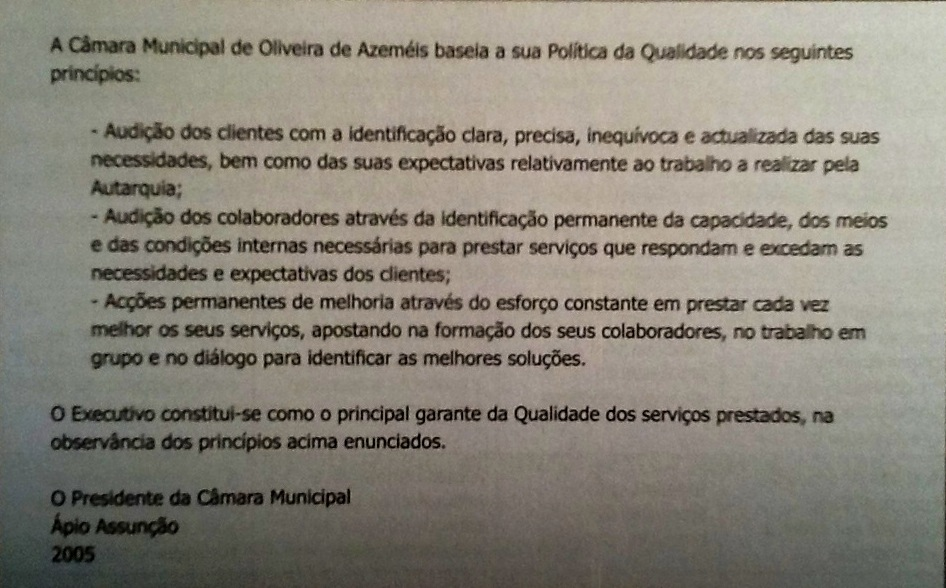 A Câmara Municipal de Oliveira de Azeméis baseia a sua Política da Qualidade nos seguintes
princípios:
- Audição dos clientes com a identificação clara, precisa, inequívoca e actualizada das suas
necessidades, bem como das suas expectativas relativamente ao trabalho a realizar pela
Autarquia;
- Audição dos colaboradores através da identificação permanente da capacidade, dos meios
e das condições internas necessárias para prestar serviços que respondam e excedam as
necessidades e expectativas dos clientes;
- Acções permanentes de melhoria através do esforço constante em prestar cada vez
melhor os seus serviços, apostando na formação dos seus colaboradores, no trabalho em
grupo e no diálogo para identificar as melhores soluções.
O Executivo constitui-se como o principal garante da Qualidade dos serviços prestados, na
observância dos princípios acima enunciados.
O Presidente da Câmara Municipal
Ápio Assunção
2005